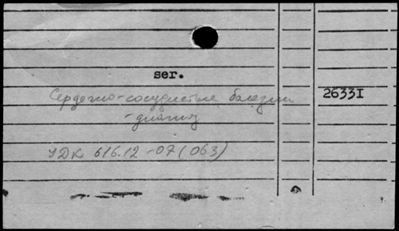 ser.
Сердечно-сосудистые болезни 26331
-диагноз
УДК 616.12-07(063)